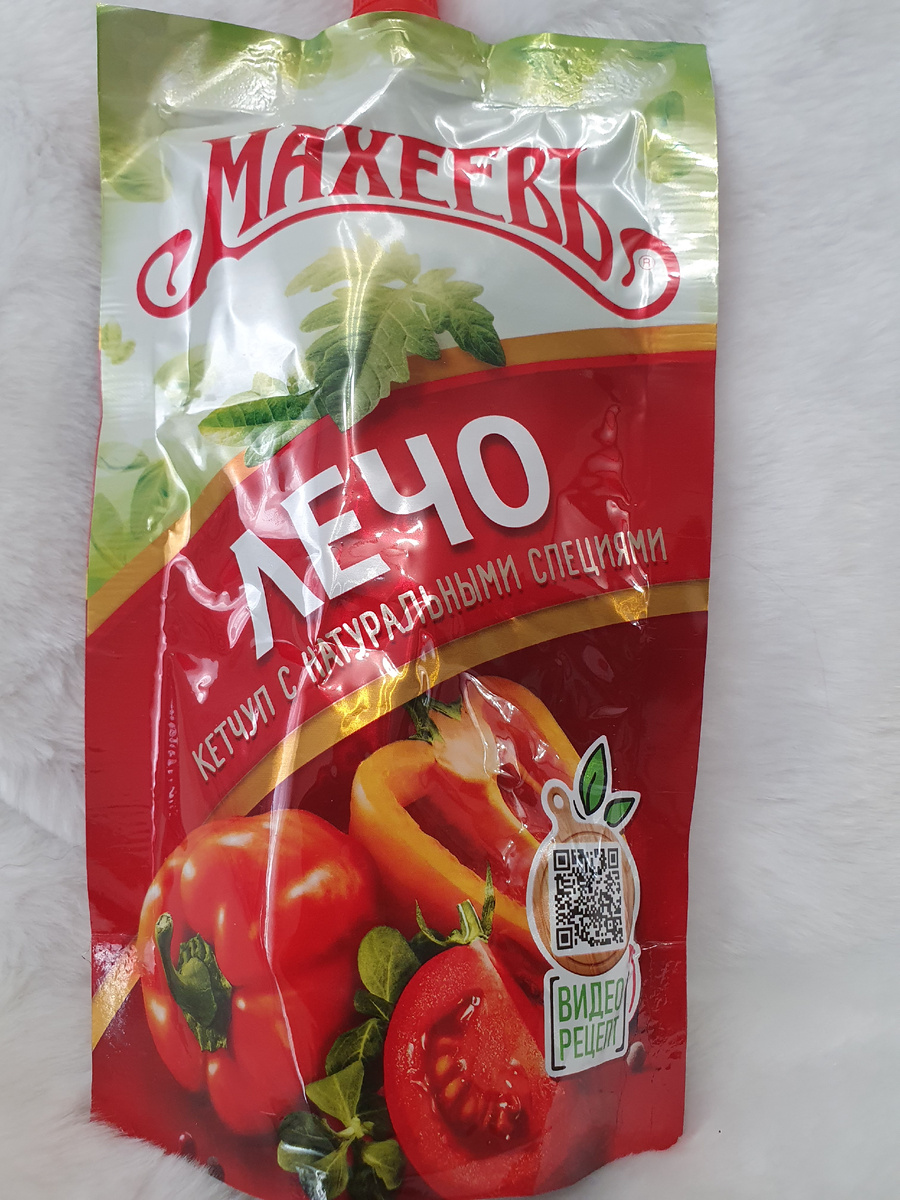 МАХЕЕВЪ
®
ЛЕЧО
КЕТЧУП С НАТУРАЛЬНЫМИ СПЕЦИЯМИ
ВИДЕО
РЕЦЕПТ